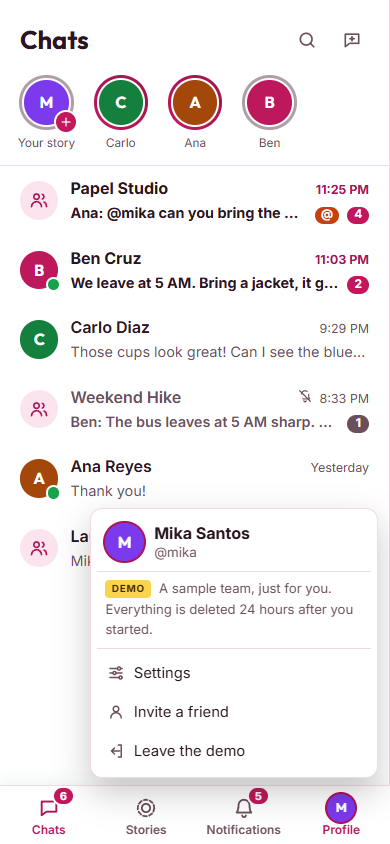 Chats
M
C
A
B
Your story
Carlo
Ana
Ben
Papel Studio
11:25 PM
Ana: @mika can you bring the ...
@
4
B
Ben Cruz
11:03 PM
We leave at 5 AM. Bring a jacket, it g...
2
C
Carlo Diaz
9:29 PM
Those cups look great! Can I see the blue...
Weekend Hike
8:33 PM
Ben: The bus leaves at 5 AM sharp. ...
1
A
Ana Reyes
Yesterday
Thank you!
M
Mika Santos
@mika
DEMO A sample team, just for you.
Everything is deleted 24 hours after you
started.
Settings
Invite a friend
Leave the demo
6
Chats
Stories
5
Notifications
M
Profile